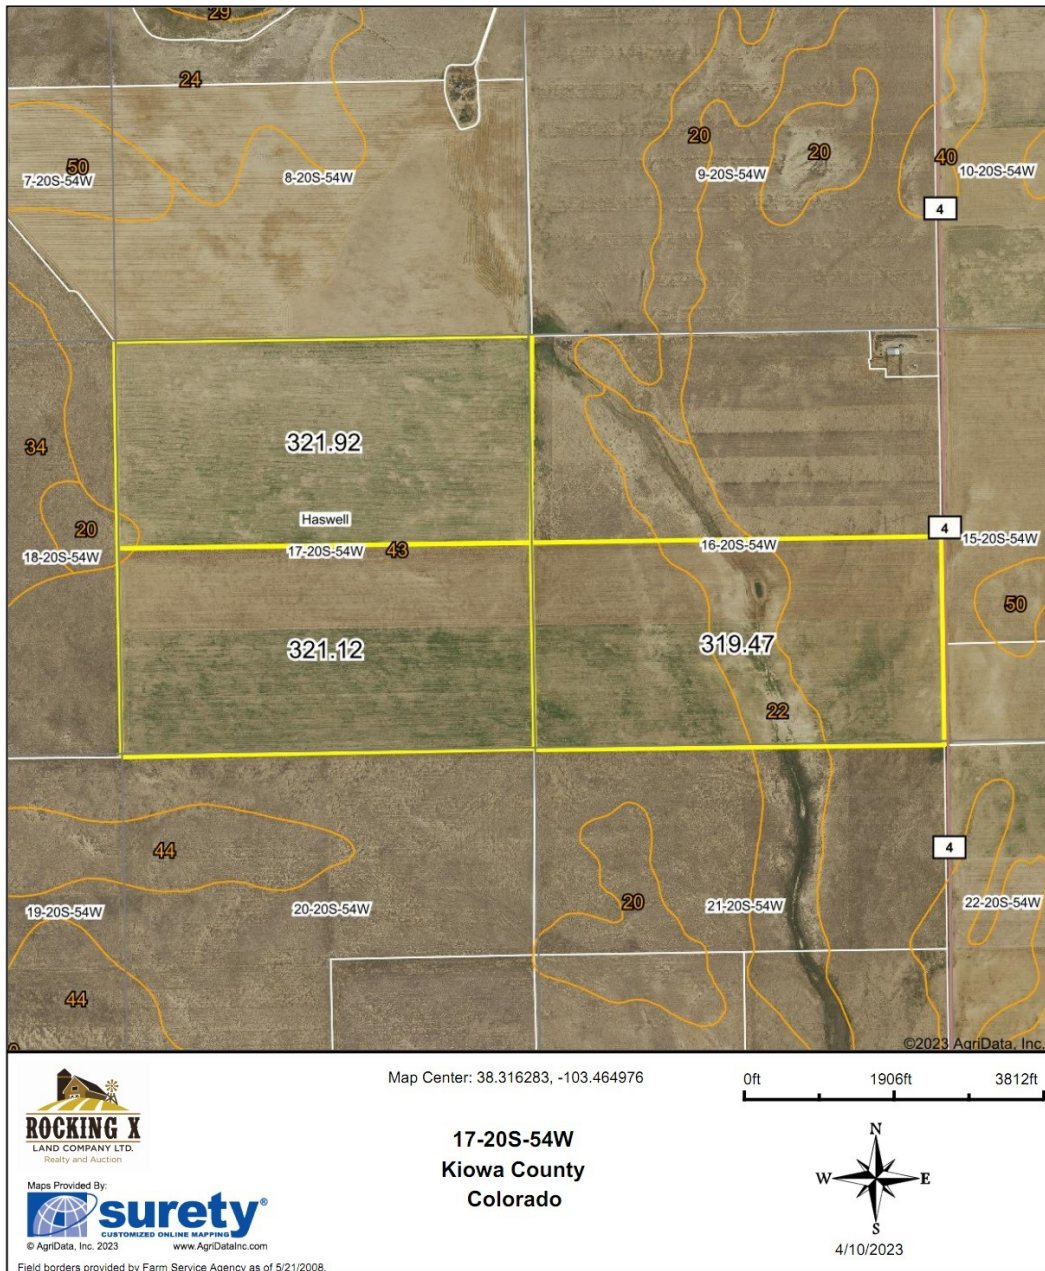 29
24
50
7-20S-54W
8-20S-54W
20
20
9-20S-54W
40
10-20S-54W
4
321.92
34
Haswell
20
18-20S-54W
17-20S-54W
43
16-20S-54W
4
15-20S-54W
50
321.12
319.47
22
44
4
19-20S-54W
20-20S-54W
20
21-20S-54W
22-20S-54W
44
©2023 AgriData, Inc.
ROCKING X
LAND COMPANY LTD.
Realty and Auction
Maps Provided By:
surety®
CUSTOMIZED ONLINE MAPPING
© AgriData, Inc. 2023
www.AgriDataInc.com
Field borders provided by Farm Service Agency as of 5/21/2008.
Map Center: 38.316283, -103.464976
17-20S-54W
Kiowa County
Colorado
0ft
1906ft
3812ft
N
W
E
S
4/10/2023